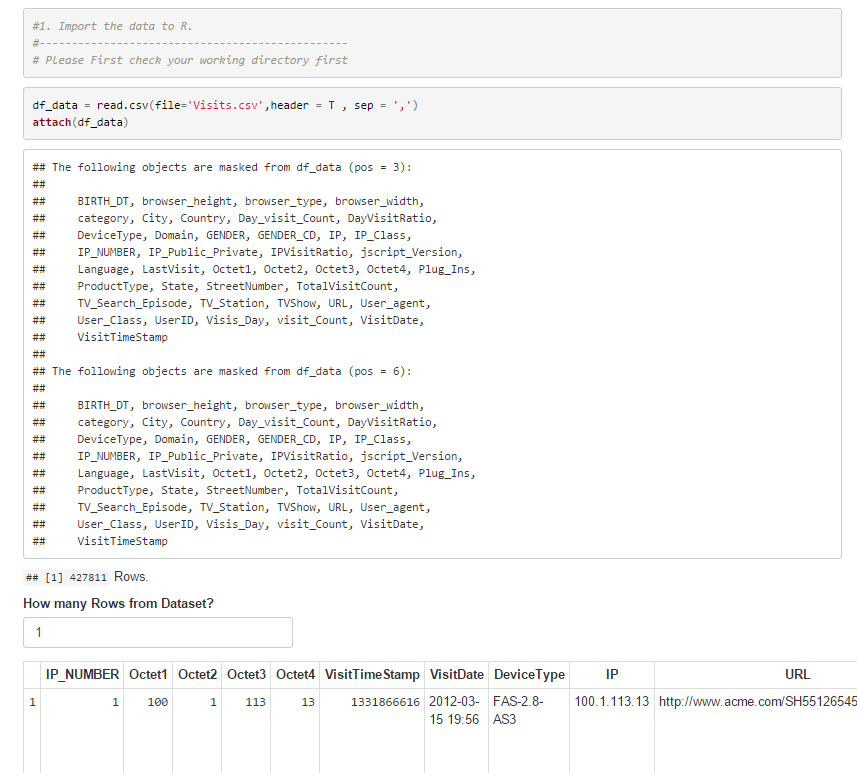 #1. Import the data to R.
#------------------------------------------------
# Please First check your working directory first
df_data = read.csv(file='Visits.csv',header = T , sep = ',')
attach(df_data)
## The following objects are masked from df_data (pos = 3):
##
## BIRTH_DT, browser_height, browser_type, browser_width,
## category, City, Country, Day_visit_Count, DayVisitRatio,
## DeviceType, Domain, GENDER, GENDER_CD, IP, IP_Class,
## IP_NUMBER, IP_Public_Private, IPVisitRatio, jscript_Version,
## Language, LastVisit, Octet1, Octet2, Octet3, Octet4, Plug_Ins,
## ProductType, State, StreetNumber, TotalVisitCount,
## TV_Search_Episode, TV_Station, TVShow, URL, User_agent,
## User_Class, UserID, Visis_Day, visit_Count, VisitDate,
## VisitTimeStamp
##
## The following objects are masked from df_data (pos = 6):
##
## BIRTH_DT, browser_height, browser_type, browser_width,
## category, City, Country, Day_visit_Count, DayVisitRatio,
## DeviceType, Domain, GENDER, GENDER_CD, IP, IP_Class,
## IP_NUMBER, IP_Public_Private, IPVisitRatio, jscript_Version,
## Language, LastVisit, Octet1, Octet2, Octet3, Octet4, Plug_Ins,
## ProductType, State, StreetNumber, TotalVisitCount,
## TV_Search_Episode, TV_Station, TVShow, URL, User_agent,
## User_Class, UserID, Visis_Day, visit_Count, VisitDate,
## VisitTimeStamp
## [1] 427811 Rows.
How many Rows from Dataset?
1
IP_NUMBER Octet1 Octet2 Octet3 Octet4 VisitTimeStamp VisitDate DeviceType IP URL
1 1 100 1 113 13 1331866616 2012-03- FAS-2.8- 100.1.113.13 http://www.acme.com/SH55126545
15 19:56 AS3